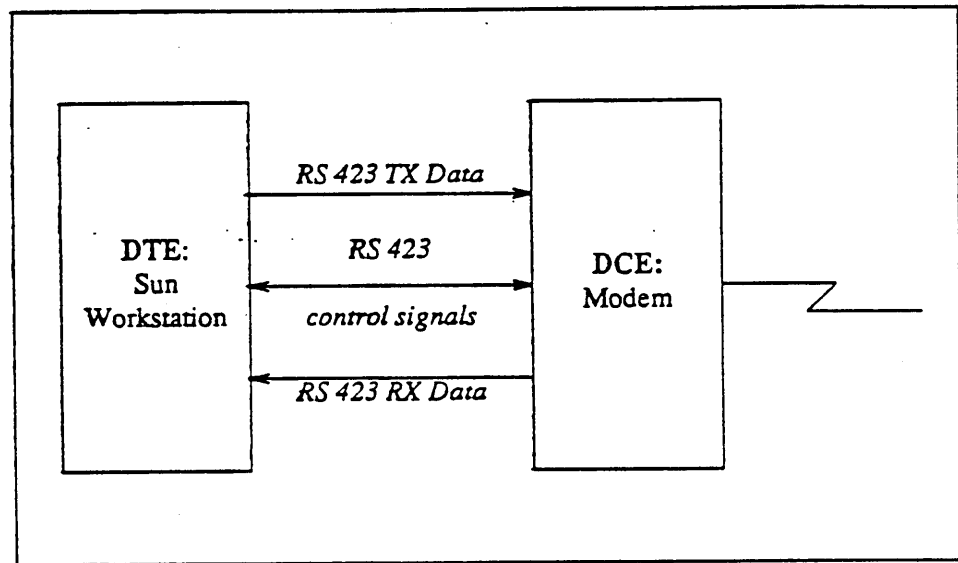 RS 423 TX Data
DTE:
Sun
Workstation
RS 423
control signals
DCE:
Modem
RS 423 RX Data